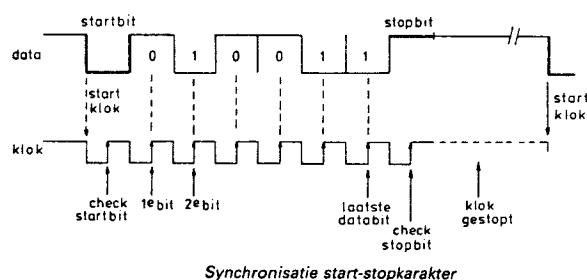 startbit
stopbit
data
0 1 0 0 1 1
start
klok
start
klok
klok
check
startbit
1e bit
2e bit
laatste
databit
check
stopbit
klok
gestopt
Synchronisatie start-stopkarakter